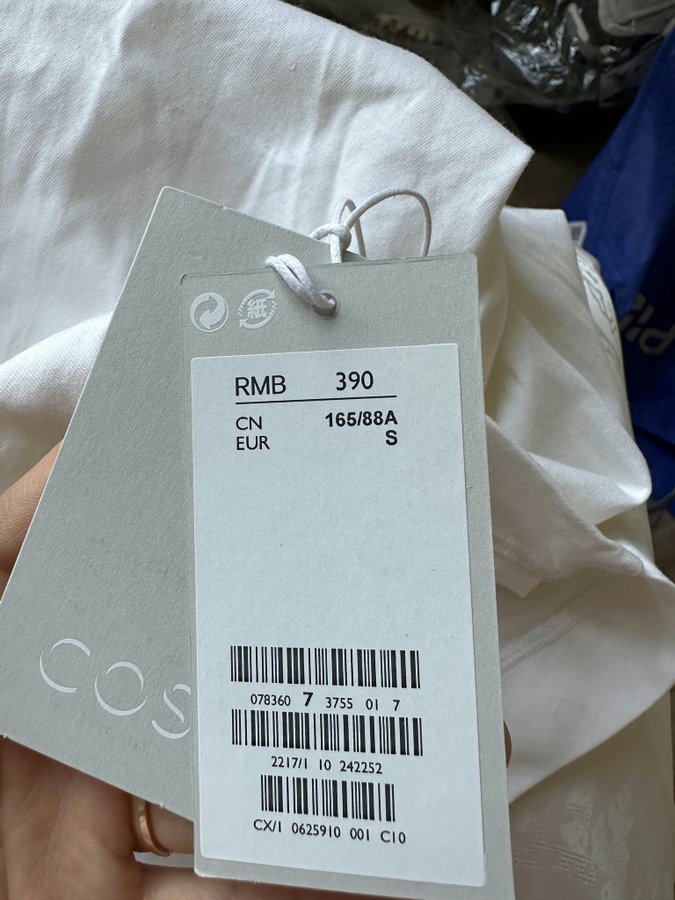 紙
RMB 390
CN 165/88A
EUR S
078360 7 3755 01 7
2217/1 10 242252
CX/1 0625910 001 C10
COS